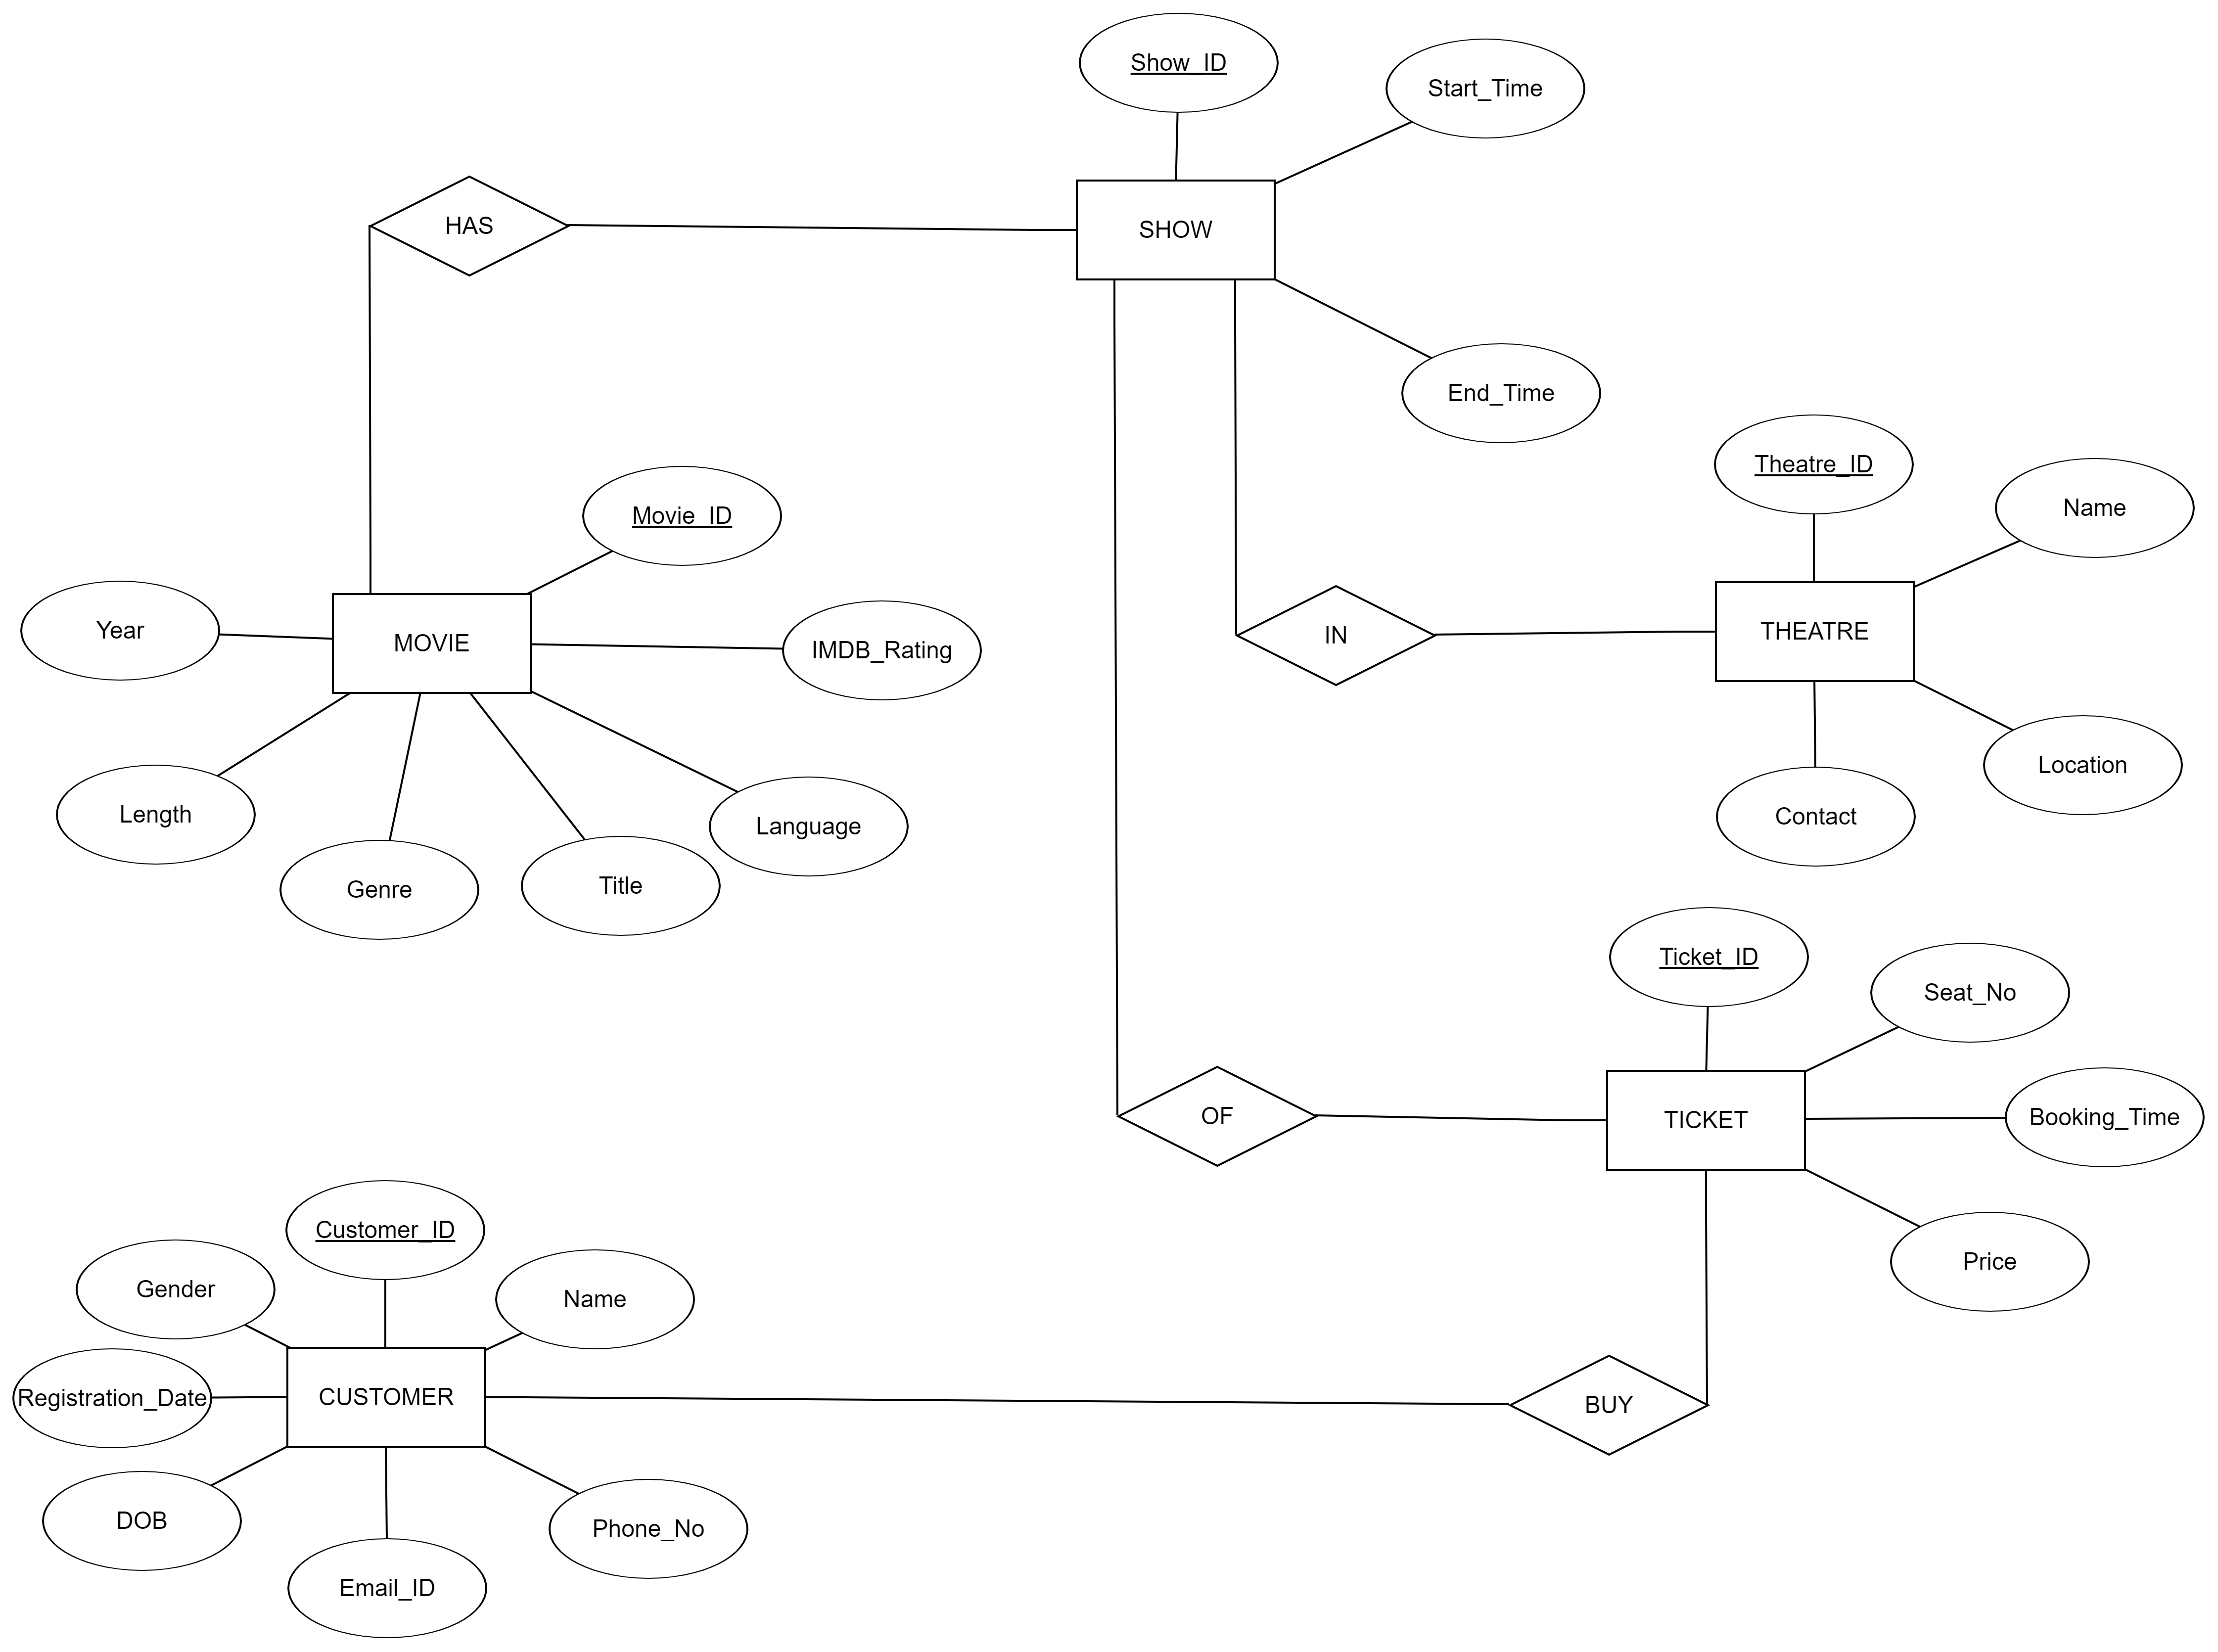 Show_ID
Start_Time
HAS
SHOW
End_Time
Theatre_ID
Name
Movie_ID
Year
MOVIE
IMDB_Rating
IN
THEATRE
Length
Genre
Title
Language
Location
Contact
Ticket_ID
Seat_No
OF
TICKET
Booking_Time
Price
Customer_ID
Gender
Name
Registration_Date
CUSTOMER
BUY
DOB
Email_ID
Phone_No